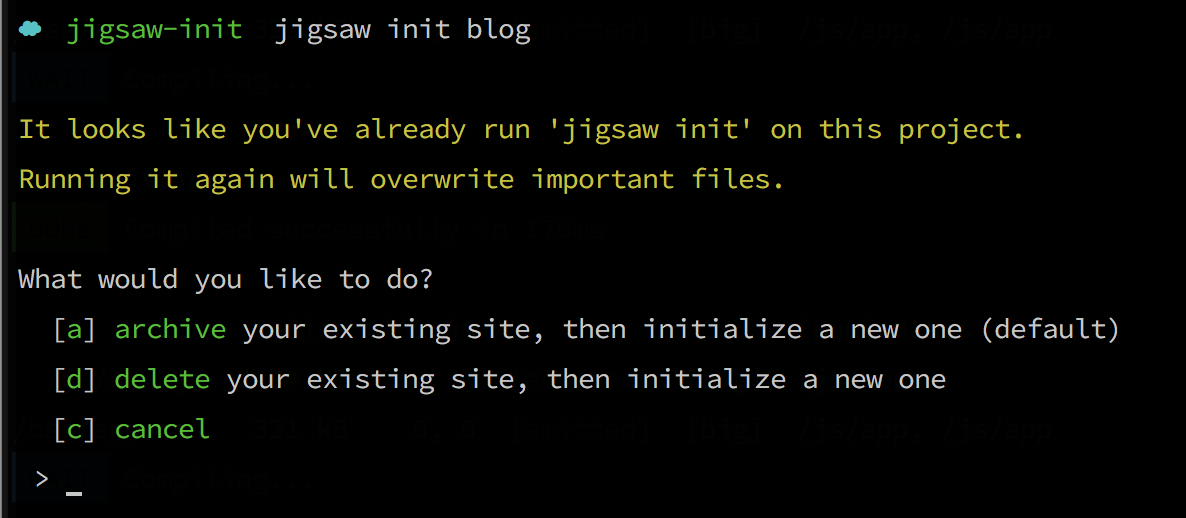 jigsaw-init jigsaw init blog
It looks like you've already run 'jigsaw init' on this project.
Running it again will overwrite important files.
What would you like to do?
[a] archive your existing site, then initialize a new one (default)
[d] delete your existing site, then initialize a new one
[c] cancel
> _